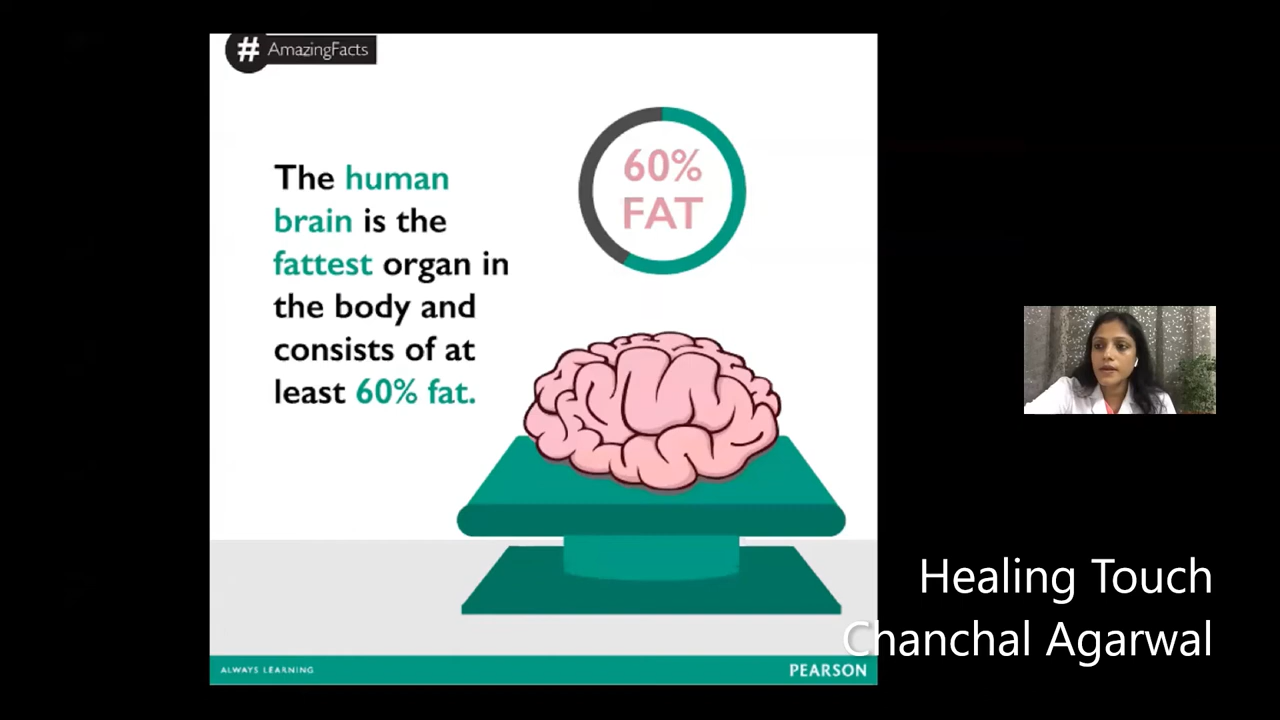 # AmazingFacts
The human
brain is the
fattest organ in
the body and
consists of at
least 60% fat.
60%
FAT
ALWAYS LEARNING
PEARSON
Healing Touch
Chanchal Agarwal